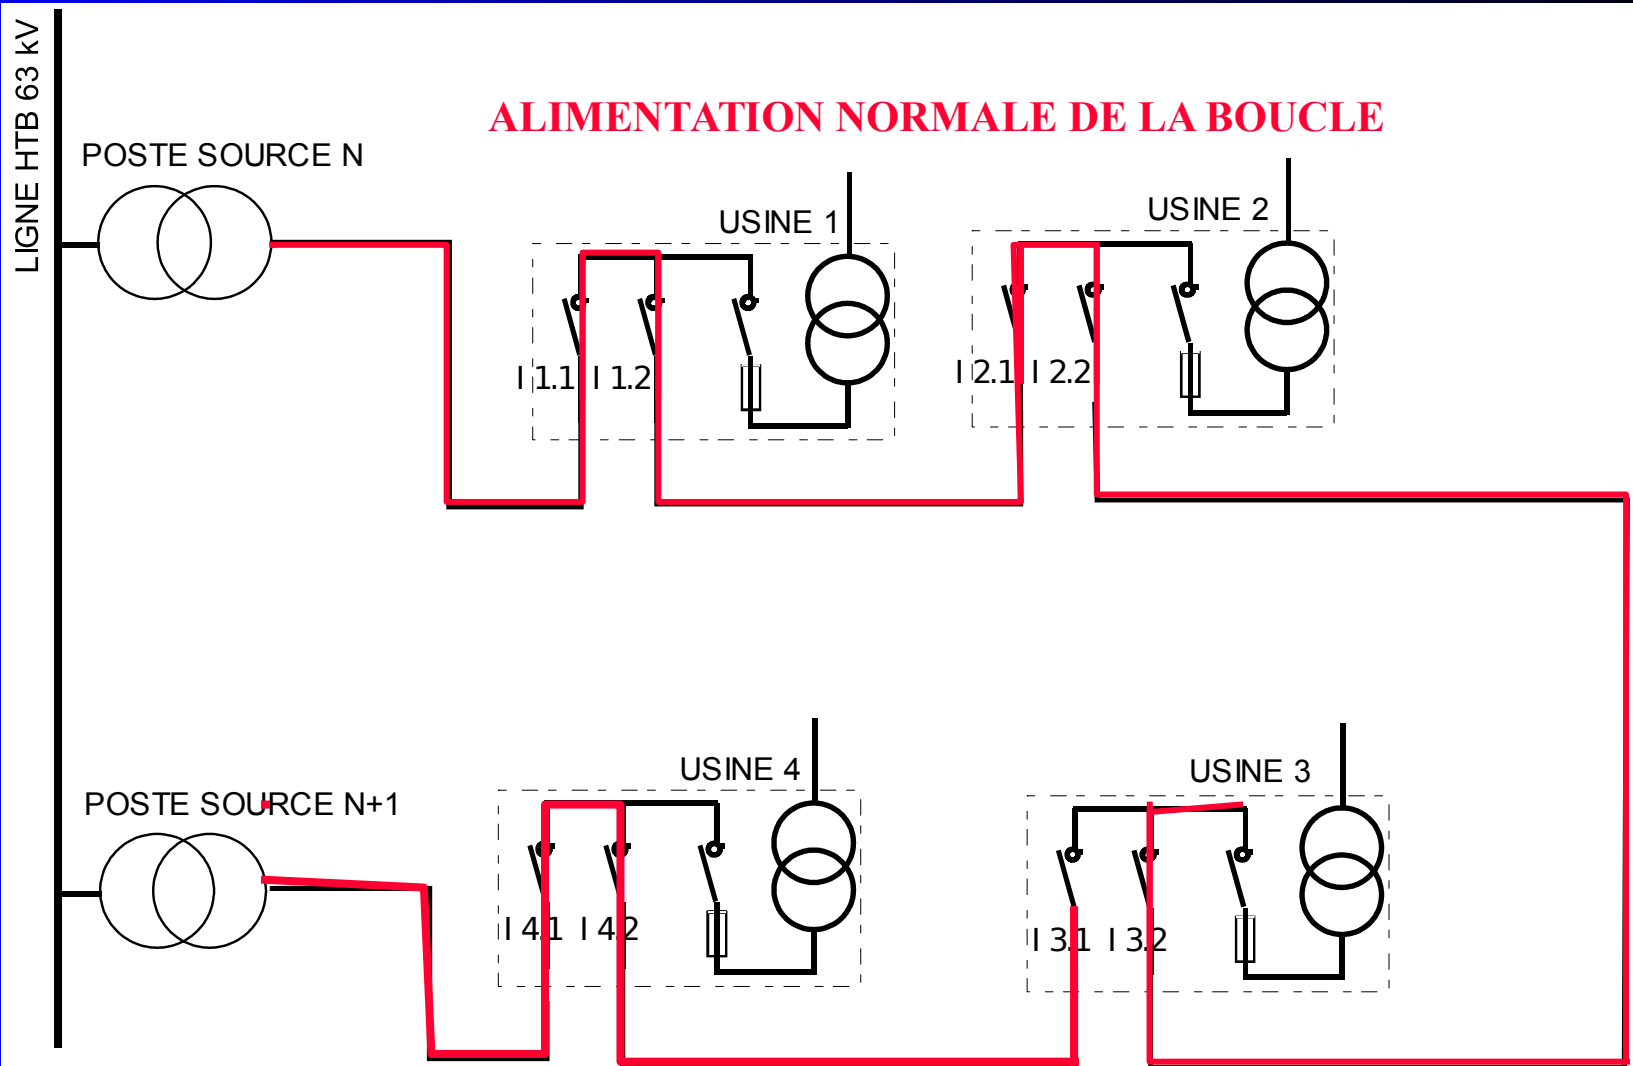 LIGNE HTB 63 kV
ALIMENTATION NORMALE DE LA BOUCLE
POSTE SOURCE N
USINE 1
USINE 2
I 1.1 I 1.2
I 2.1 I 2.2
USINE 4
USINE 3
POSTE SOURCE N+1
I 4.1 I 4.2
I 3.1 I 3.2